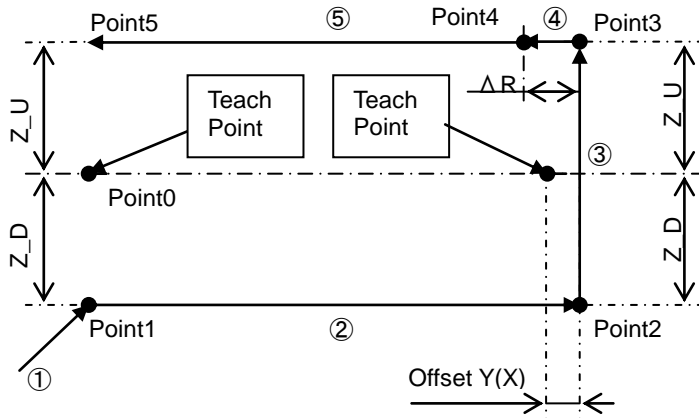 Point5
⑤
Point4
④
Point3
Z_U
Teach
Point
Teach
Point
ΔR
Z_U
③
Point0
Z_D
Z_D
Point1
②
Point2
①
Offset Y(X)